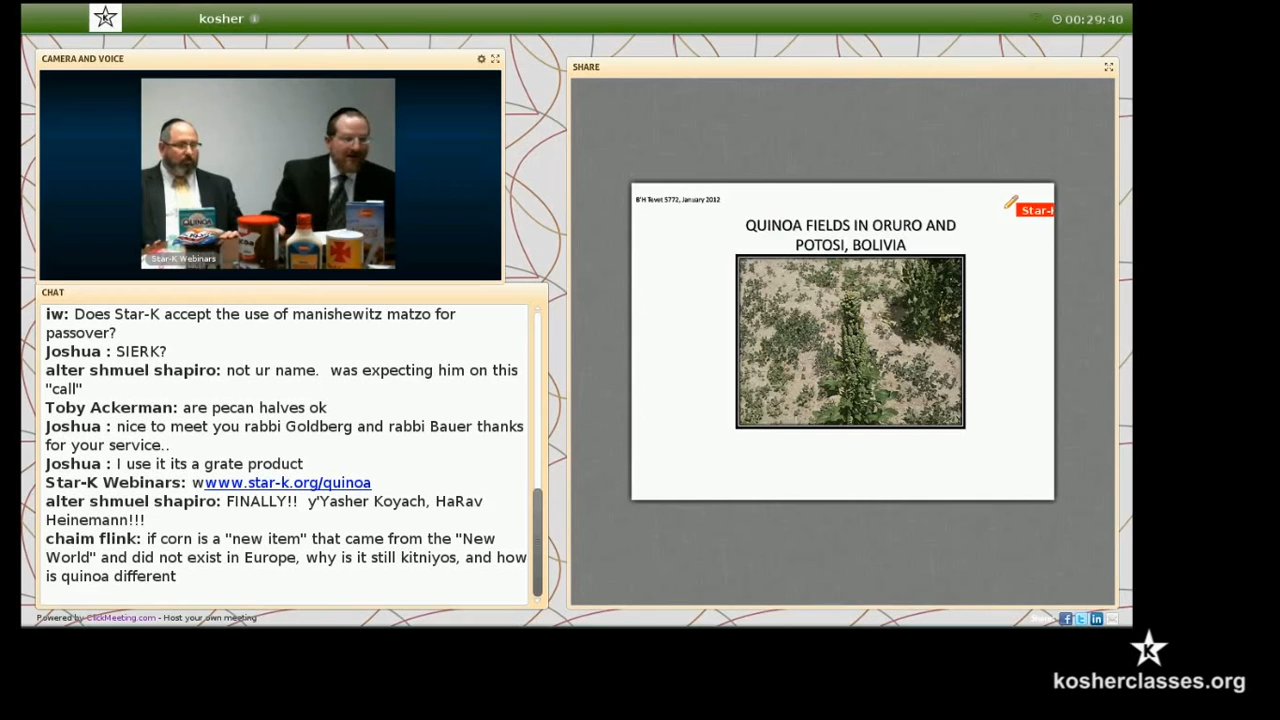 kosher
00:29:40
CAMERA AND VOICE
Star-K Webinars
QUINOA
CHAT
iw: Does Star-K accept the use of manishewitz matzo for
passover?
Joshua : SIERK?
alter shmuel shapiro: not ur name. was expecting him on this
"call"
Toby Ackerman: are pecan halves ok
Joshua : nice to meet you rabbi Goldberg and rabbi Bauer thanks
for your service..
Joshua : I use it its a grate product
Star-K Webinars: wwww.star-k.org/quinoa
alter shmuel shapiro: FINALLY!! y'Yasher Koyach, HaRav
Heinemann!!!
chaim flink: if corn is a "new item" that came from the "New
World" and did not exist in Europe, why is it still kitniyos, and how
is quinoa different
Powered by ClickMeeting.com - Host your own meeting
SHARE
B'H Tevet 5772, January 2012
Star-K
QUINOA FIELDS IN ORURO AND
POTOSI, BOLIVIA
K
kosherclasses.org